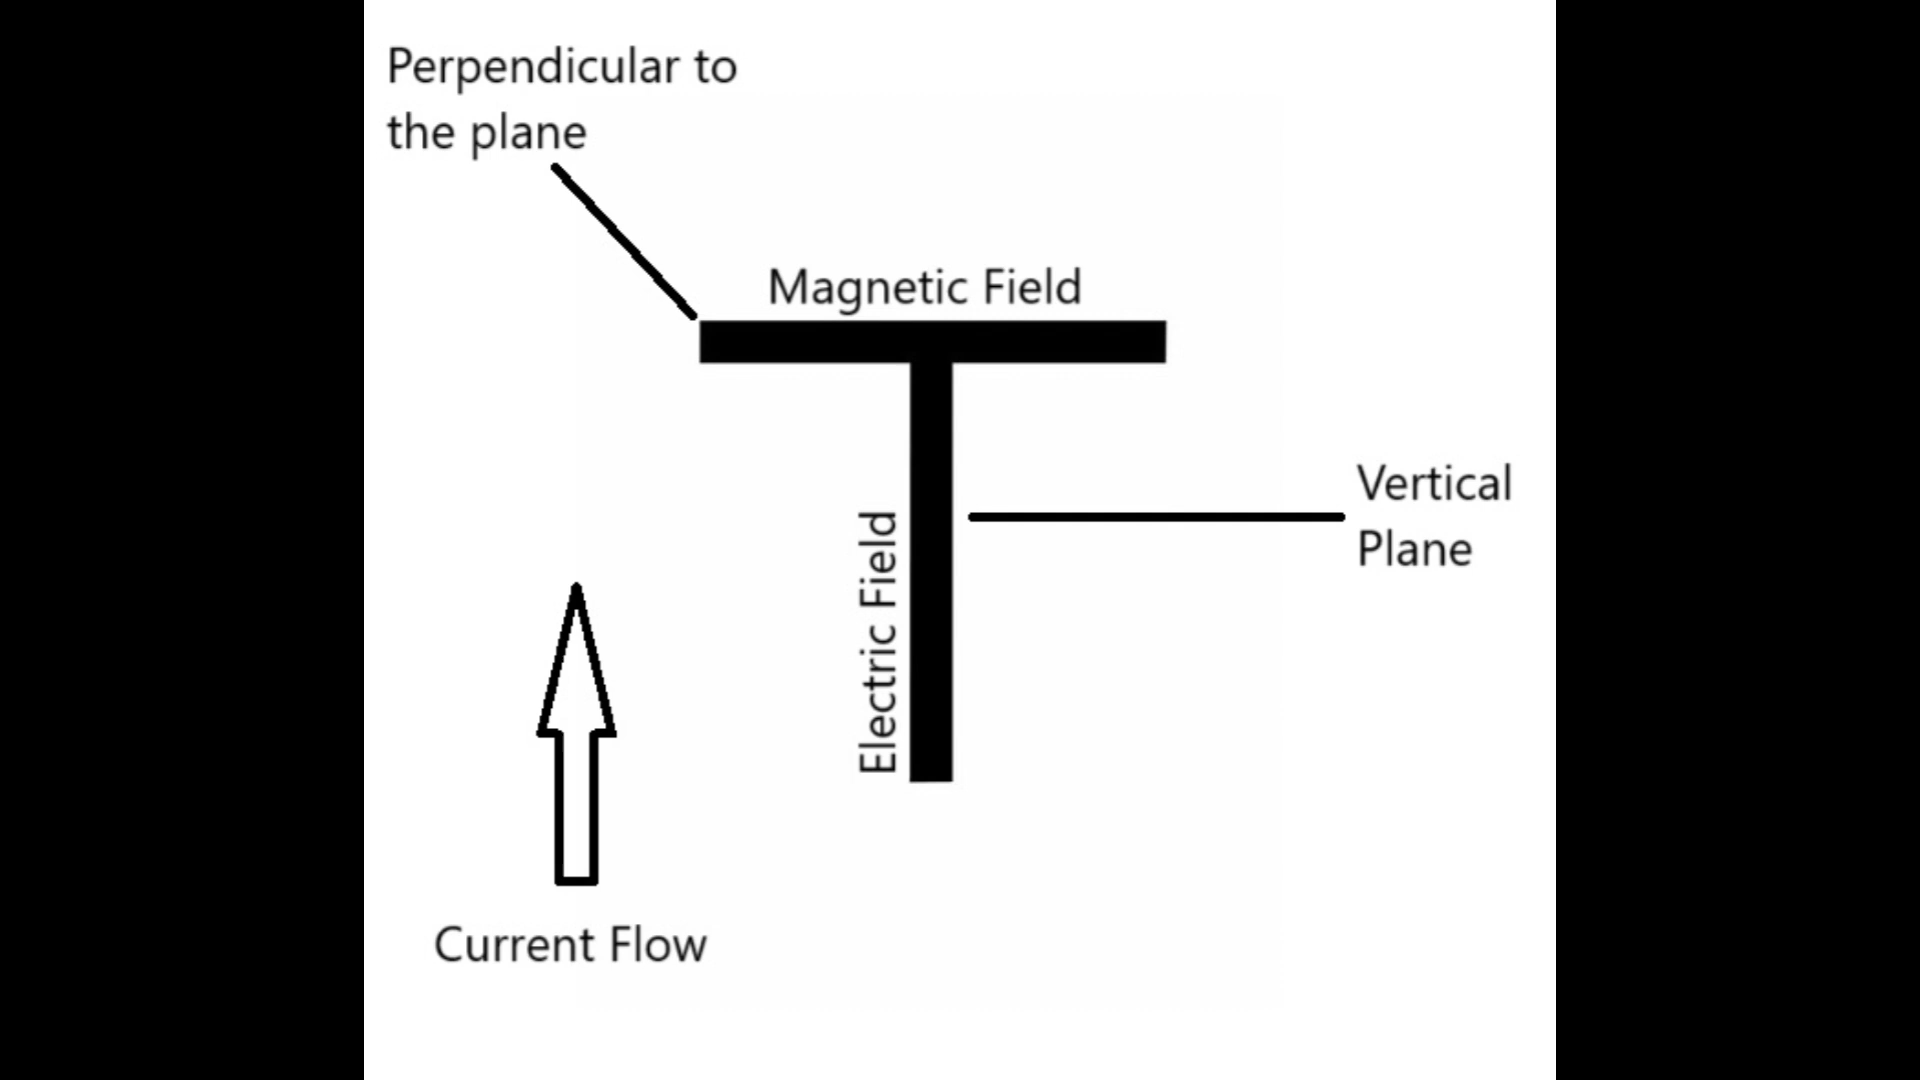 Perpendicular to
the plane
Magnetic Field
Vertical
Plane
Electric Field
Current Flow